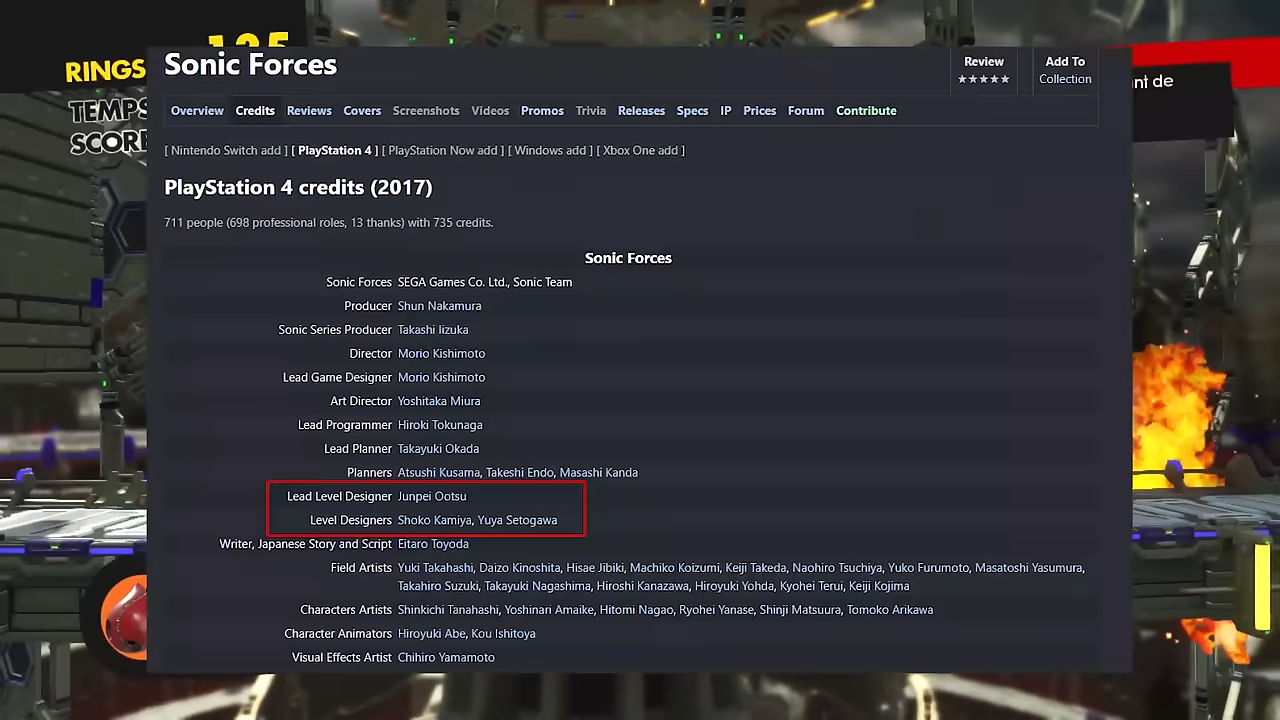 125
RINGS
TEMPS
SCORE
Sonic Forces
Review
★★★★★
Add To
Collection
nt de
Overview Credits Reviews Covers Screenshots Videos Promos Trivia Releases Specs IP Prices Forum Contribute
[ Nintendo Switch add ] [ PlayStation 4 ] [ PlayStation Now add ] [ Windows add ] [ Xbox One add ]
PlayStation 4 credits (2017)
711 people (698 professional roles, 13 thanks) with 735 credits.
Sonic Forces
Sonic Forces SEGA Games Co. Ltd., Sonic Team
Producer Shun Nakamura
Sonic Series Producer Takashi Iizuka
Director Morio Kishimoto
Lead Game Designer Morio Kishimoto
Art Director Yoshitaka Miura
Lead Programmer Hiroki Tokunaga
Lead Planner Takayuki Okada
Planners Atsushi Kusama, Takeshi Endo, Masashi Kanda
Lead Level Designer Junpei Ootsu
Level Designers Shoko Kamiya, Yuya Setogawa
Writer, Japanese Story and Script Eitaro Toyoda
Field Artists Yuki Takahashi, Daizo Kinoshita, Hisae Jibiki, Machiko Koizumi, Keiji Takeda, Naohiro Tsuchiya, Yuko Furumoto, Masatoshi Yasumura,
Takahiro Suzuki, Takayuki Nagashima, Hiroshi Kanazawa, Hiroyuki Yohda, Kyohei Terui, Keiji Kojima
Characters Artists Shinkichi Tanahashi, Yoshinari Amaike, Hitomi Nagao, Ryohei Yanase, Shinji Matsuura, Tomoko Arikawa
Character Animators Hiroyuki Abe, Kou Ishitoya
Visual Effects Artist Chihiro Yamamoto